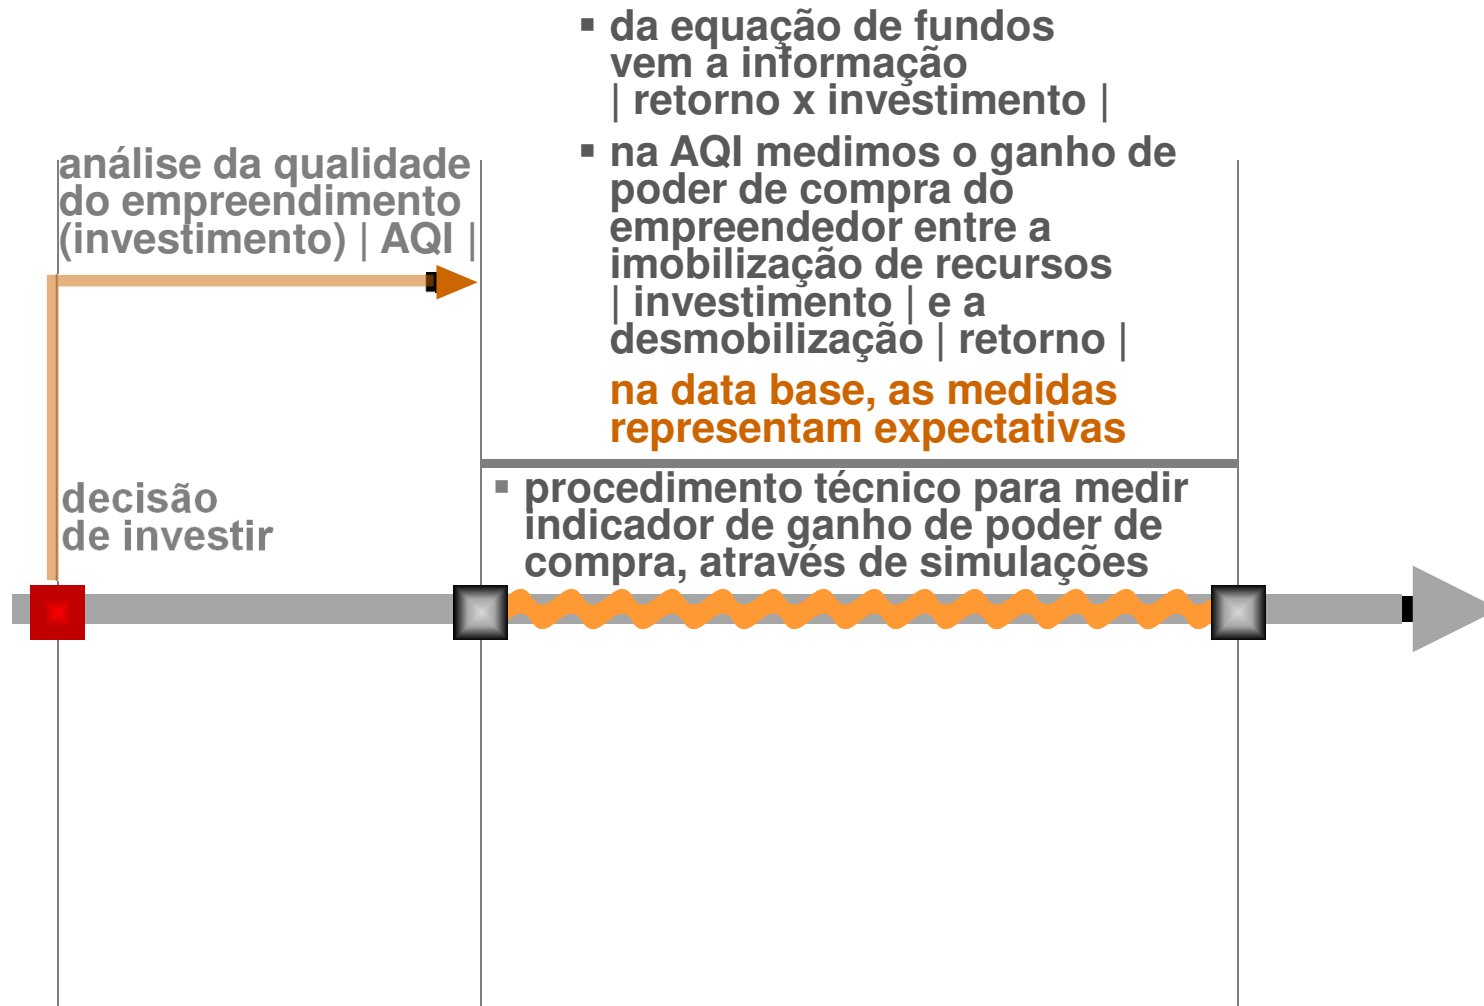 análise da qualidade
do empreendimento
(investimento) | AQI |
decisão
de investir
▪ da equação de fundos
vem a informação
| retorno x investimento |
▪ na AQI medimos o ganho de
poder de compra do
empreendedor entre a
imobilização de recursos
| investimento | e a
desmobilização | retorno |
na data base, as medidas
representam expectativas
▪ procedimento técnico para medir
indicador de ganho de poder de
compra, através de simulações